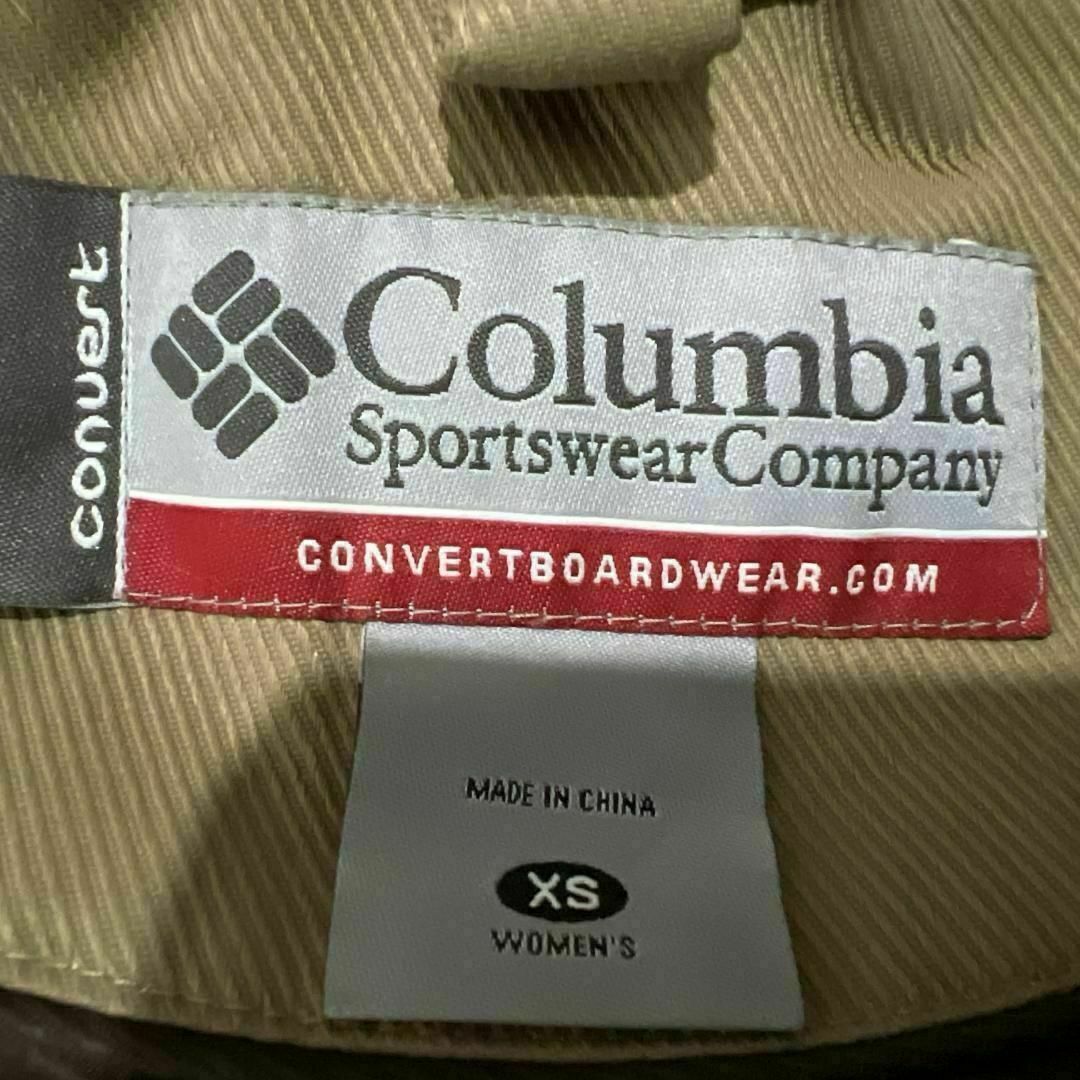 convert
Columbia
Sportswear Company
CONVERTBOARDWEAR.COM
MADE IN CHINA
XS
WOMEN'S